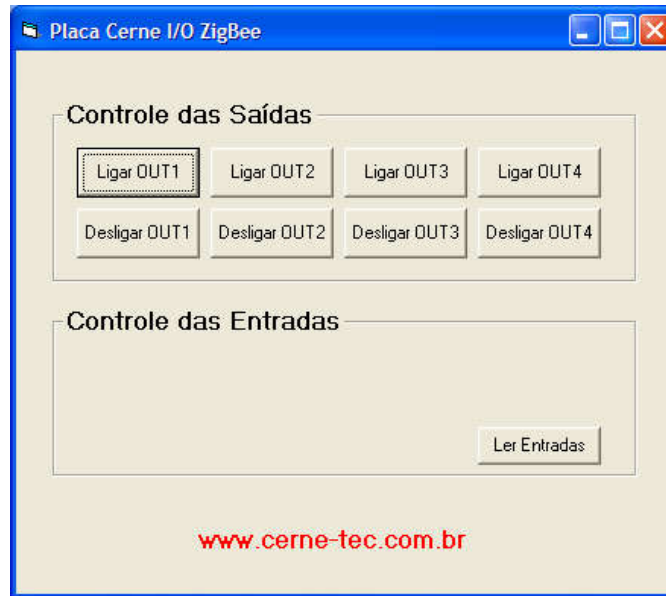 Placa Cerne I/O ZigBee
Controle das Saídas
Ligar OUT1 Ligar OUT2 Ligar OUT3 Ligar OUT4
Desligar OUT1 Desligar OUT2 Desligar OUT3 Desligar OUT4
Controle das Entradas
Ler Entradas
www.cerne-tec.com.br